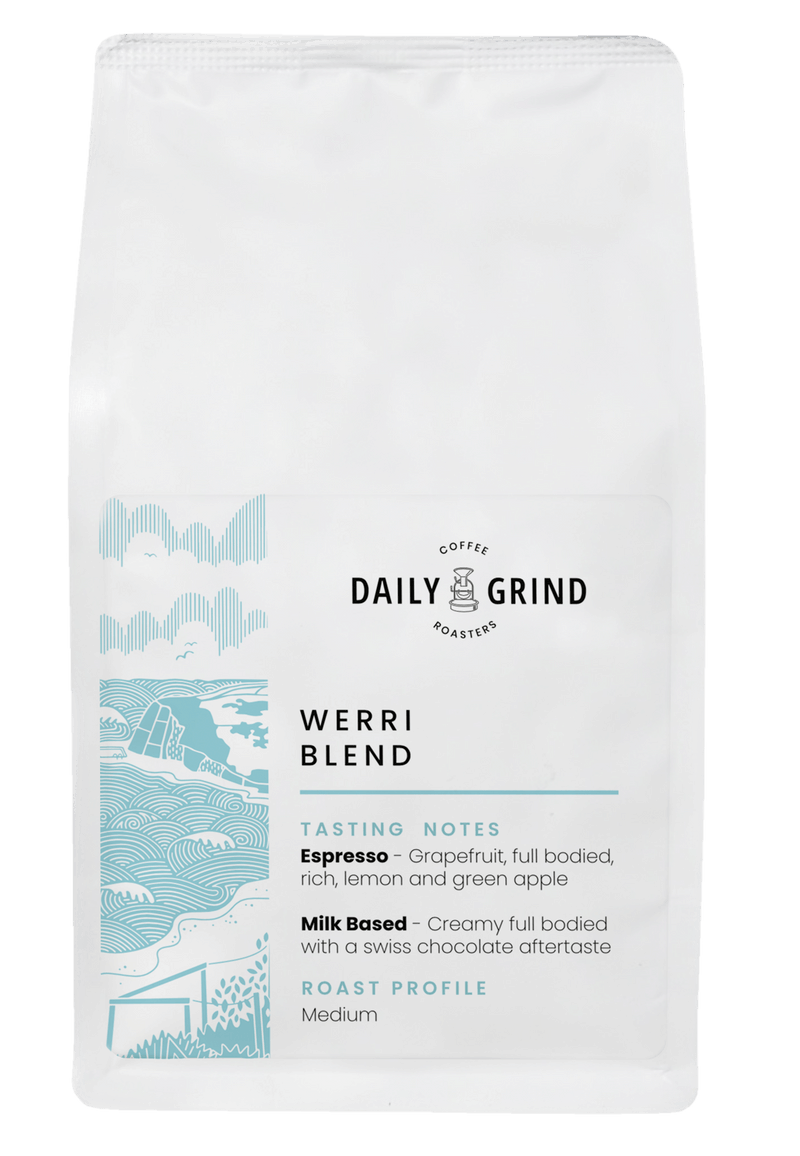 COFFEE
DAILY GRIND
ROASTERS
WERRI
BLEND
TASTING NOTES
Espresso - Grapefruit, full bodied,
rich, lemon and green apple
Milk Based - Creamy full bodied
with a swiss chocolate aftertaste
ROAST PROFILE
Medium